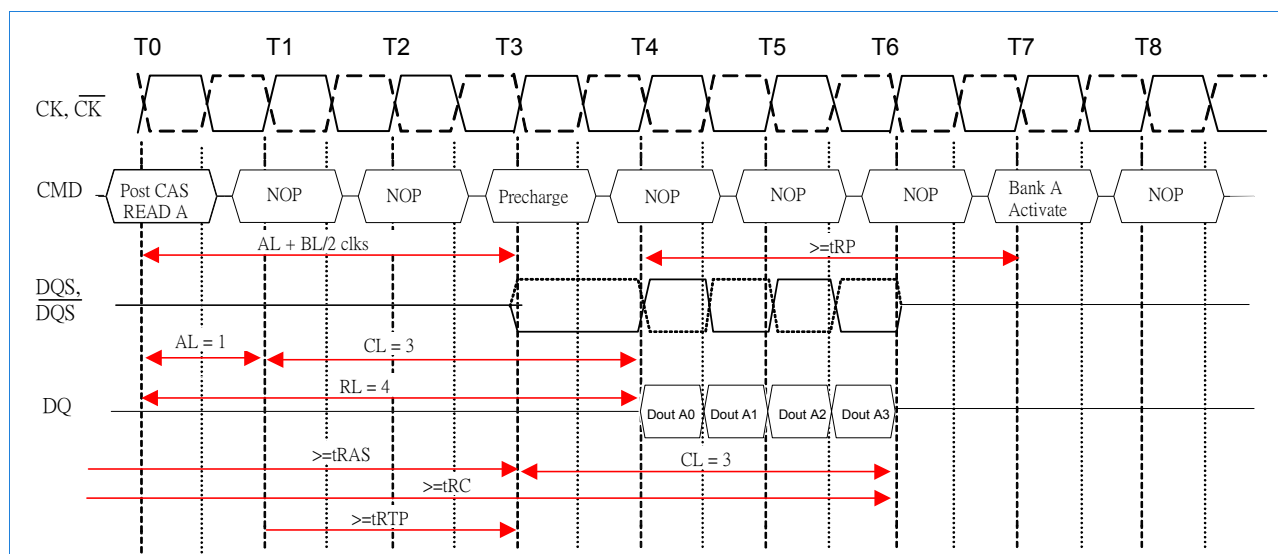 T0 T1 T2 T3 T4 T5 T6 T7 T8
CK, CK
CMD
Post CAS
READ A
NOP
NOP
Precharge
NOP
NOP
NOP
Bank A
Activate
NOP
AL + BL/2 clks
>=tRP
DQS,
DQS
AL = 1
CL = 3
RL = 4
DQ
Dout A0
Dout A1
Dout A2
Dout A3
>=tRAS
CL = 3
>=tRC
>=tRTP